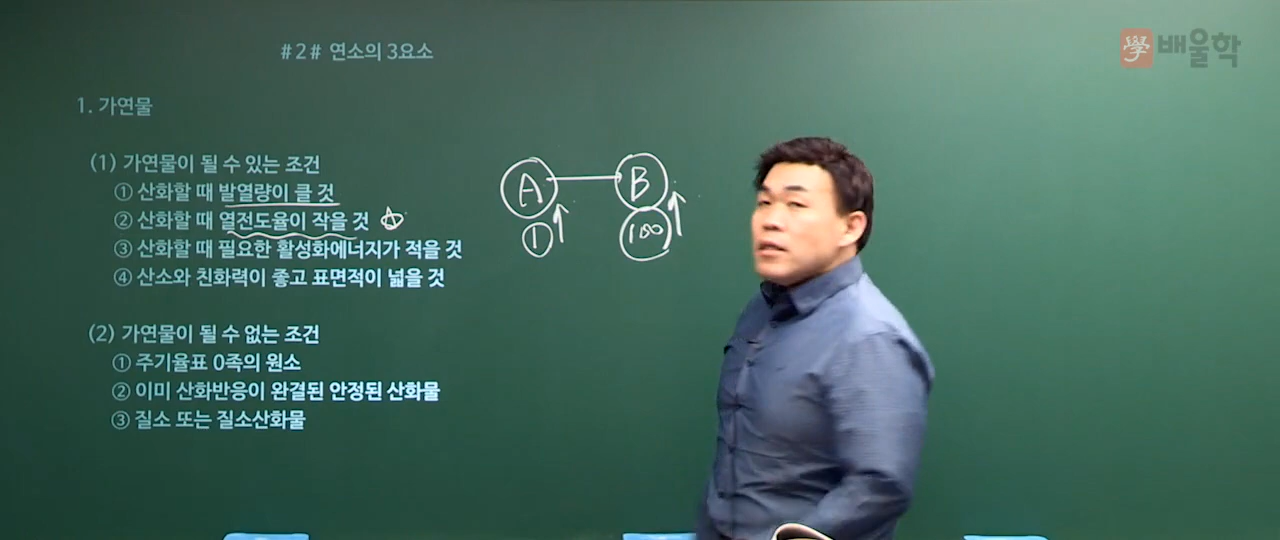 #2# 연소의 3요소
學 배울학
1. 가연물
(1) 가연물이 될 수 있는 조건
① 산화할 때 발열량이 클 것
② 산화할 때 열전도율이 작을 것 ☆
③ 산화할 때 필요한 활성화에너지가 적을 것
④ 산소와 친화력이 좋고 표면적이 넓을 것
A B
1 100
(2) 가연물이 될 수 없는 조건
① 주기율표 0족의 원소
② 이미 산화반응이 완결된 안정된 산화물
③ 질소 또는 질소산화물